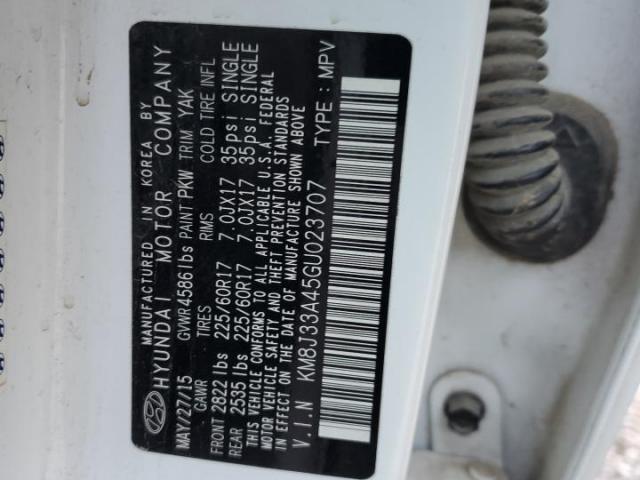 MANUFACTURED IN KOREA BY
HYUNDAI MOTOR COMPANY
MAY/27/15 GVWR 4586lbs PAINT PKW TRIM YAK
GAWR TIRES RIMS COLD TIRE INFL
FRONT 2822 lbs 225/60R17 7.0JX17 35psi SINGLE
REAR 2535 lbs 225/60R17 7.0JX17 35psi SINGLE
THIS VEHICLE CONFORMS TO ALL APPLICABLE U.S.A. FEDERAL
MOTOR VEHICLE SAFETY AND THEFT PREVENTION STANDARDS
IN EFFECT ON THE DATE OF MANUFACTURE SHOWN ABOVE
V.I.N KM8J33A45GU023707 TYPE: MPV